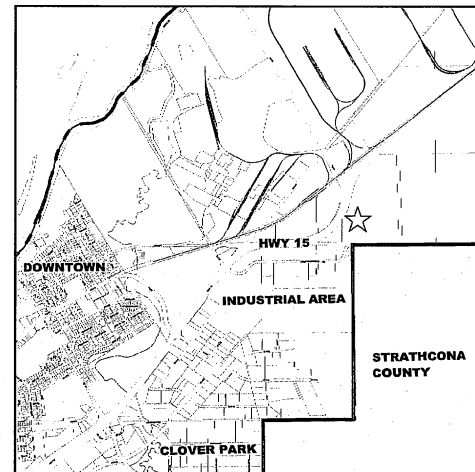 HWY 15
DOWNTOWN
INDUSTRIAL AREA
STRATHCONA
COUNTY
CLOVER PARK